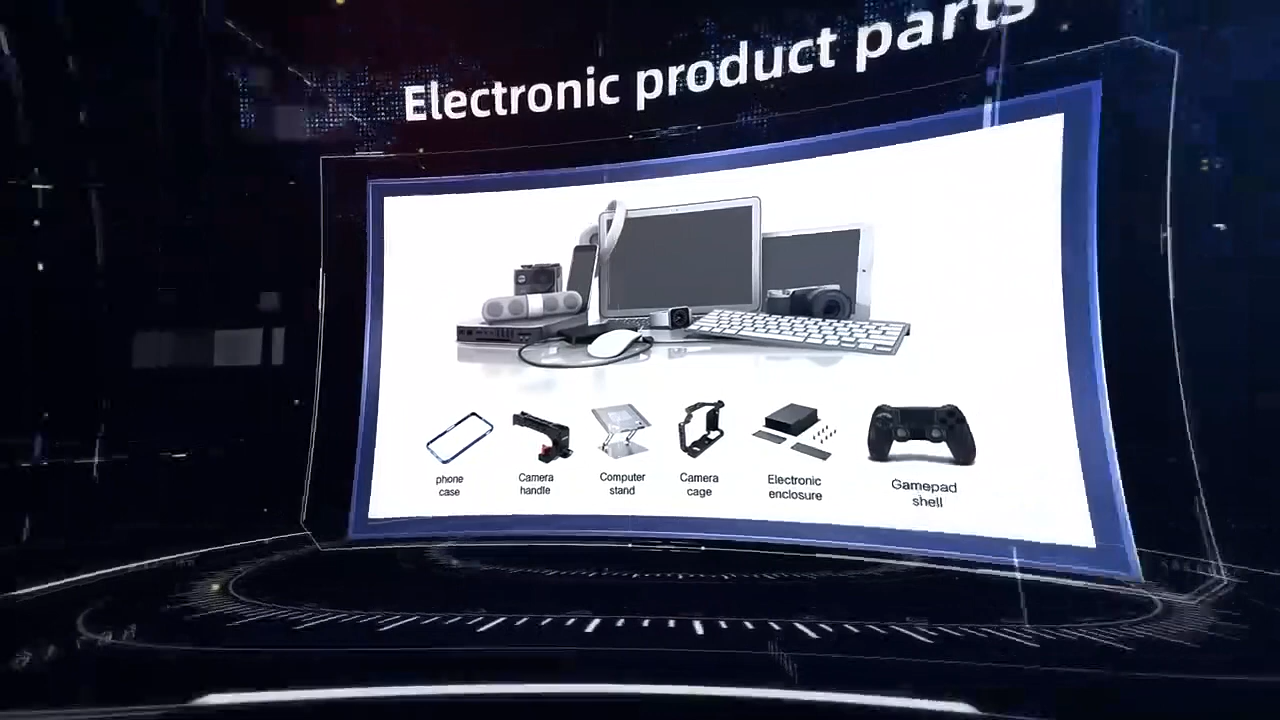 Electronic product parts
phone
case
Camera
handle
Computer
stand
Camera
cage
Electronic
enclosure
Gamepad
shell